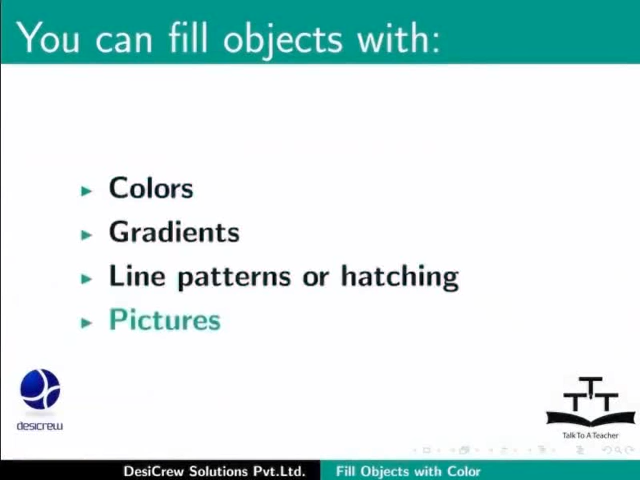 You can fill objects with:
Colors
Gradients
Line patterns or hatching
Pictures
desicrew
TTT
Talk To A Teacher
DesiCrew Solutions Pvt.Ltd.
Fill Objects with Color